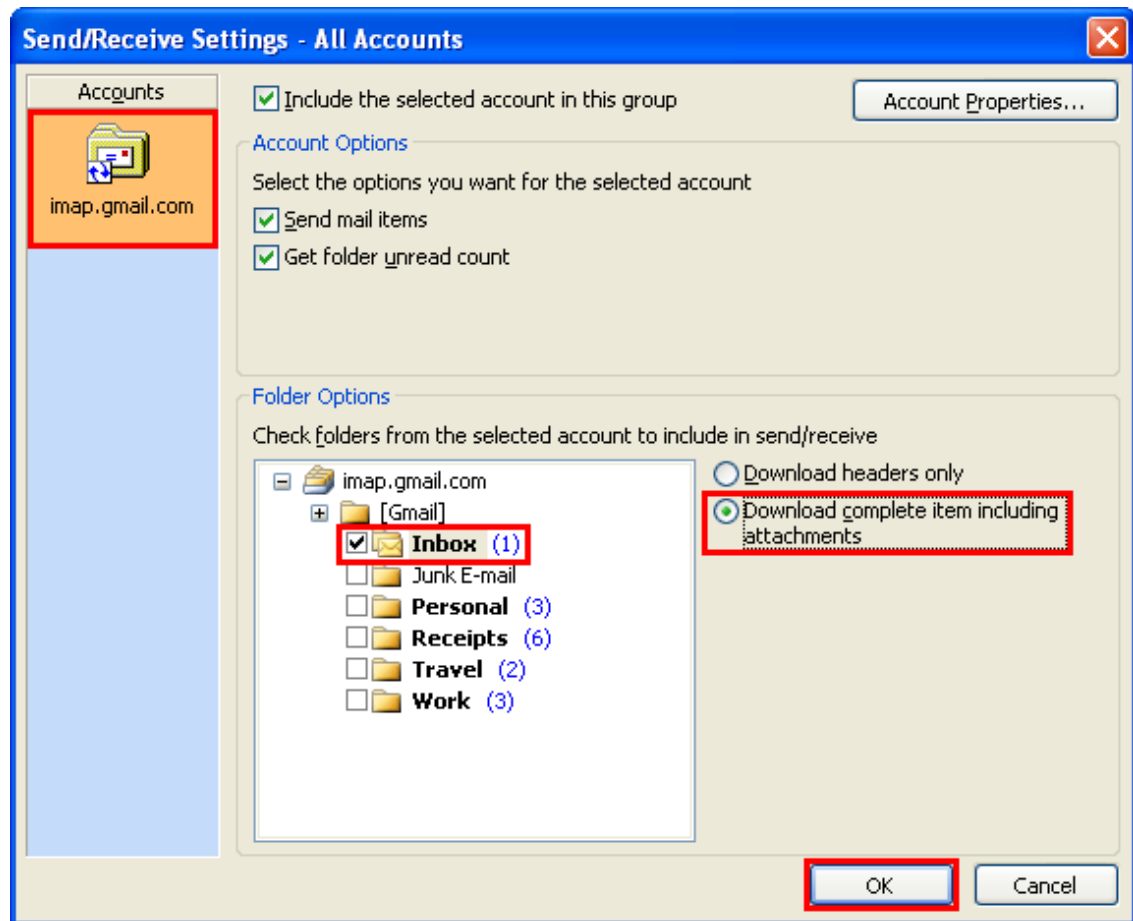 Send/Receive Settings - All Accounts
Accounts
imap.gmail.com
Include the selected account in this group
Account Properties...
Account Options
Select the options you want for the selected account
Send mail items
Get folder unread count
Folder Options
Check folders from the selected account to include in send/receive
imap.gmail.com
[Gmail]
Inbox (1)
Junk E-mail
Personal (3)
Receipts (6)
Travel (2)
Work (3)
Download headers only
Download complete item including
attachments
OK
Cancel